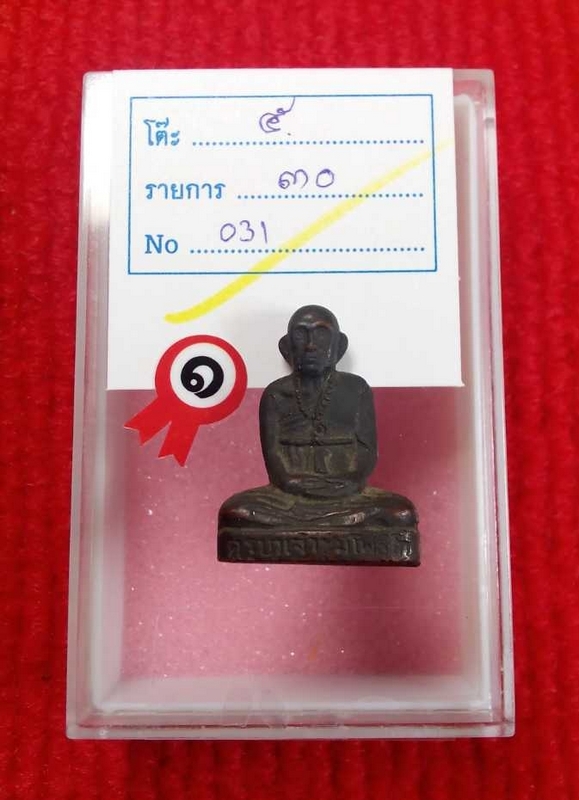 โต๊ะ ๕
รายการ ๓๐
No 031
๑